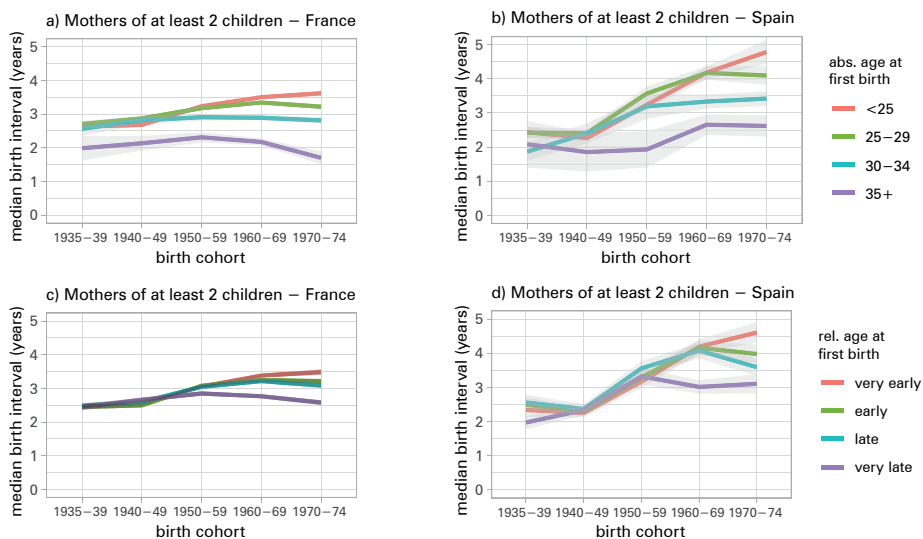 a) Mothers of at least 2 children – France
median birth interval (years)
5
4
3
2
1
0
1935–39 1940–49 1950–59 1960–69 1970–74
birth cohort
b) Mothers of at least 2 children – Spain
median birth interval (years)
5
4
3
2
1
0
1935–39 1940–49 1950–59 1960–69 1970–74
birth cohort
abs. age at
first birth
<25
25–29
30–34
35+
c) Mothers of at least 2 children – France
median birth interval (years)
5
4
3
2
1
0
1935–39 1940–49 1950–59 1960–69 1970–74
birth cohort
d) Mothers of at least 2 children – Spain
median birth interval (years)
5
4
3
2
1
0
1935–39 1940–49 1950–59 1960–69 1970–74
birth cohort
rel. age at
first birth
very early
early
late
very late